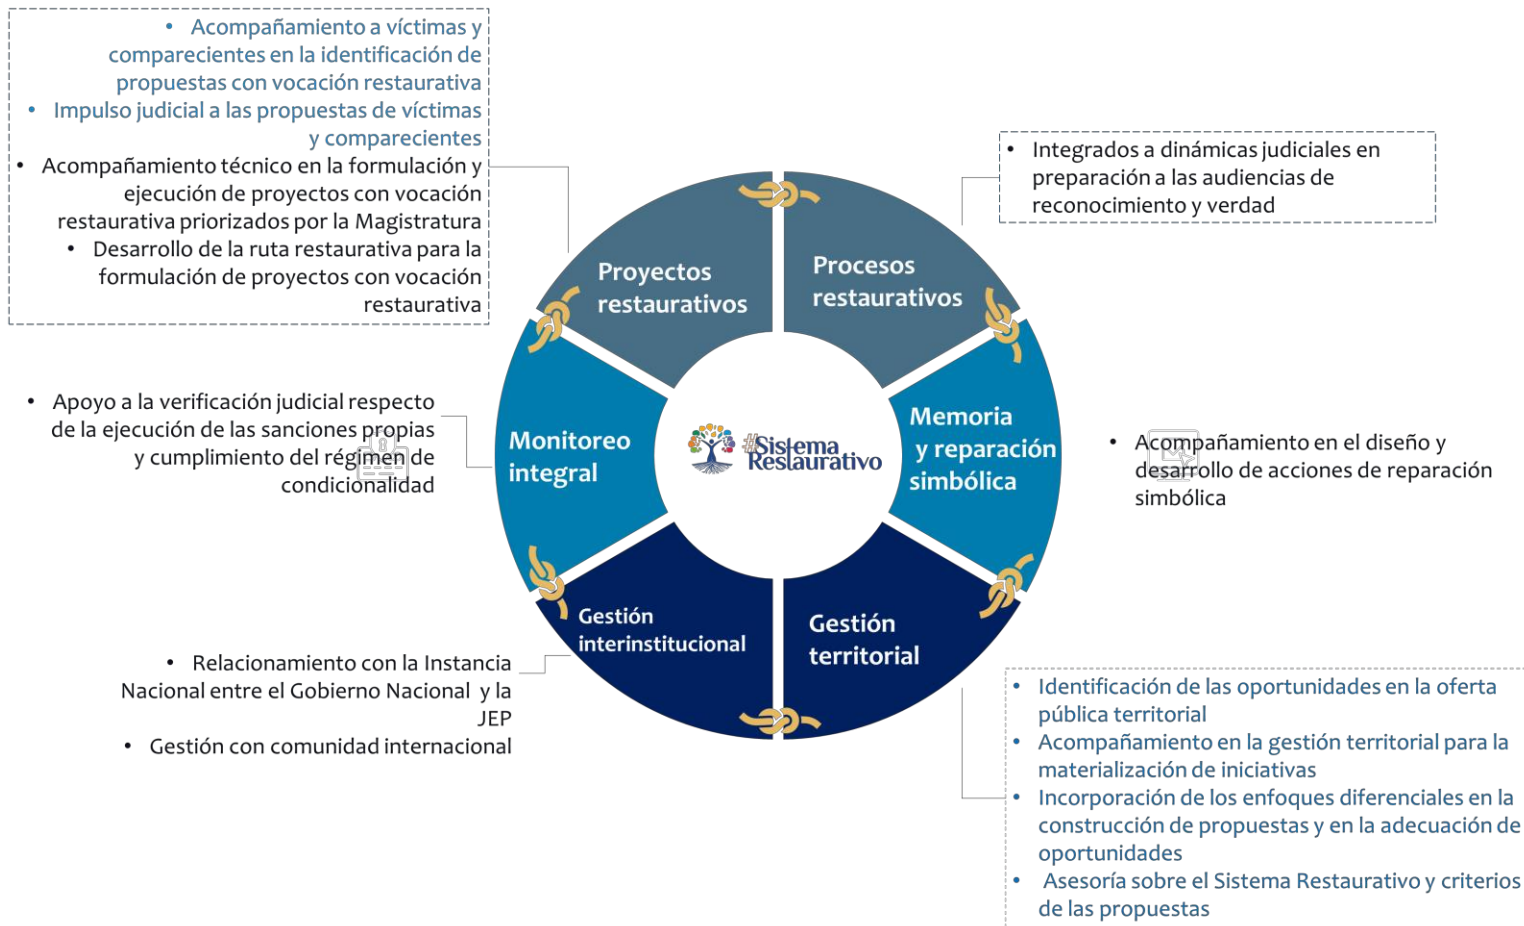 • Acompañamiento a víctimas y
comparecientes en la identificación de
propuestas con vocación restaurativa
• Impulso judicial a las propuestas de víctimas
y comparecientes
• Acompañamiento técnico en la formulación y
ejecución de proyectos con vocación
restaurativa priorizados por la Magistratura
• Desarrollo de la ruta restaurativa para la
formulación de proyectos con vocación
restaurativa
• Integrados a dinámicas judiciales en
preparación a las audiencias de
reconocimiento y verdad
Proyectos
restaurativos
Procesos
restaurativos
• Apoyo a la verificación judicial respecto
de la ejecución de las sanciones propias
y cumplimiento del régimen de
condicionalidad
Monitoreo
integral
#Sistema
Restaurativo
Memoria
y reparación
simbólica
• Acompañamiento en el diseño y
desarrollo de acciones de reparación
simbólica
Gestión
interinstitucional
Gestión
territorial
• Relacionamiento con la Instancia
Nacional entre el Gobierno Nacional y la
JEP
• Gestión con comunidad internacional
• Identificación de las oportunidades en la oferta
pública territorial
• Acompañamiento en la gestión territorial para la
materialización de iniciativas
• Incorporación de los enfoques diferenciales en la
construcción de propuestas y en la adecuación de
oportunidades
• Asesoría sobre el Sistema Restaurativo y criterios
de las propuestas